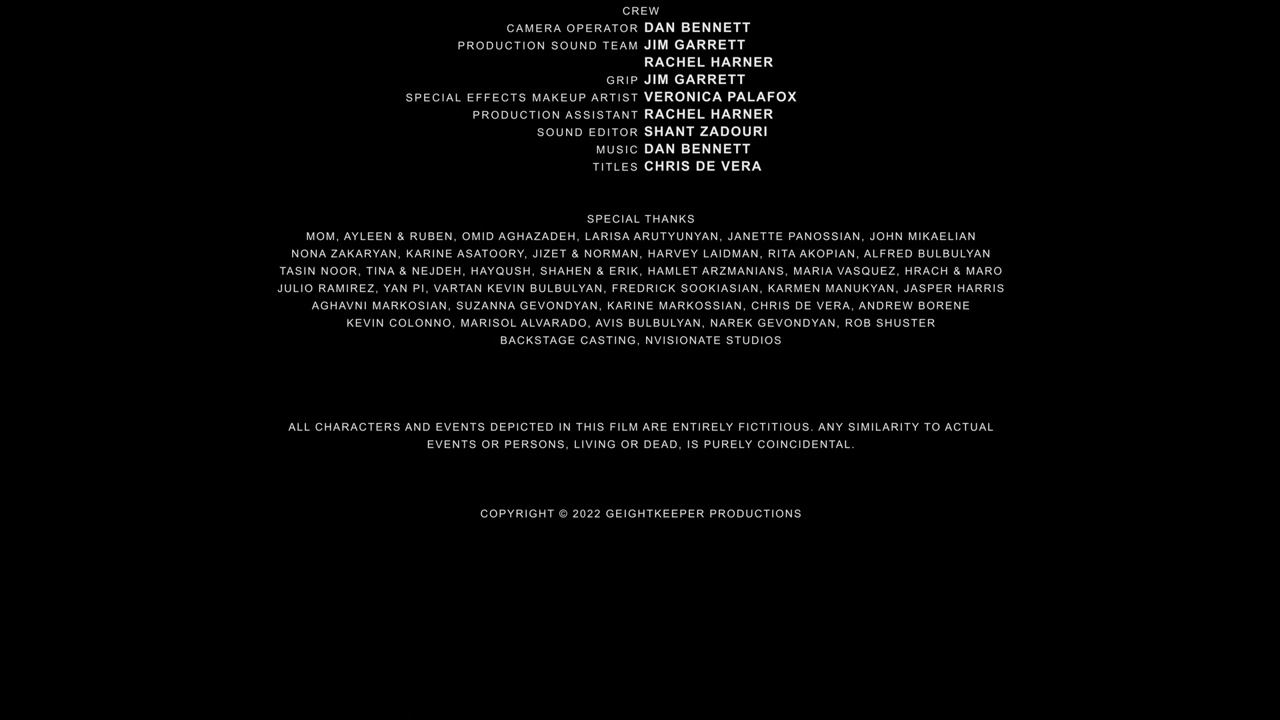 CREW
CAMERA OPERATOR DAN BENNETT
PRODUCTION SOUND TEAM JIM GARRETT
RACHEL HARNER
GRIP JIM GARRETT
SPECIAL EFFECTS MAKEUP ARTIST VERONICA PALAFOX
PRODUCTION ASSISTANT RACHEL HARNER
SOUND EDITOR SHANT ZADOURI
MUSIC DAN BENNETT
TITLES CHRIS DE VERA
SPECIAL THANKS
MOM, AYLEEN & RUBEN, OMID AGHAZADEH, LARISA ARUTYUNYAN, JANETTE PANOSSIAN, JOHN MIKAELIAN
NONA ZAKARYAN, KARINE ASATOORY, JIZET & NORMAN, HARVEY LAIDMAN, RITA AKOPIAN, ALFRED BULBULYAN
TASIN NOOR, TINA & NEJDEH, HAYQUSH, SHAHEN & ERIK, HAMLET ARZMANIANS, MARIA VASQUEZ, HRACH & MARO
JULIO RAMIREZ, YAN PI, VARTAN KEVIN BULBULYAN, FREDRICK SOOKIASIAN, KARMEN MANUKYAN, JASPER HARRIS
AGHAVNI MARKOSIAN, SUZANNA GEVONDYAN, KARINE MARKOSSIAN, CHRIS DE VERA, ANDREW BORENE
KEVIN COLONNO, MARISOL ALVARADO, AVIS BULBULYAN, NAREK GEVONDYAN, ROB SHUSTER
BACKSTAGE CASTING, NVISIONATE STUDIOS
ALL CHARACTERS AND EVENTS DEPICTED IN THIS FILM ARE ENTIRELY FICTITIOUS. ANY SIMILARITY TO ACTUAL
EVENTS OR PERSONS, LIVING OR DEAD, IS PURELY COINCIDENTAL.
COPYRIGHT © 2022 GEIGHTKEEPER PRODUCTIONS